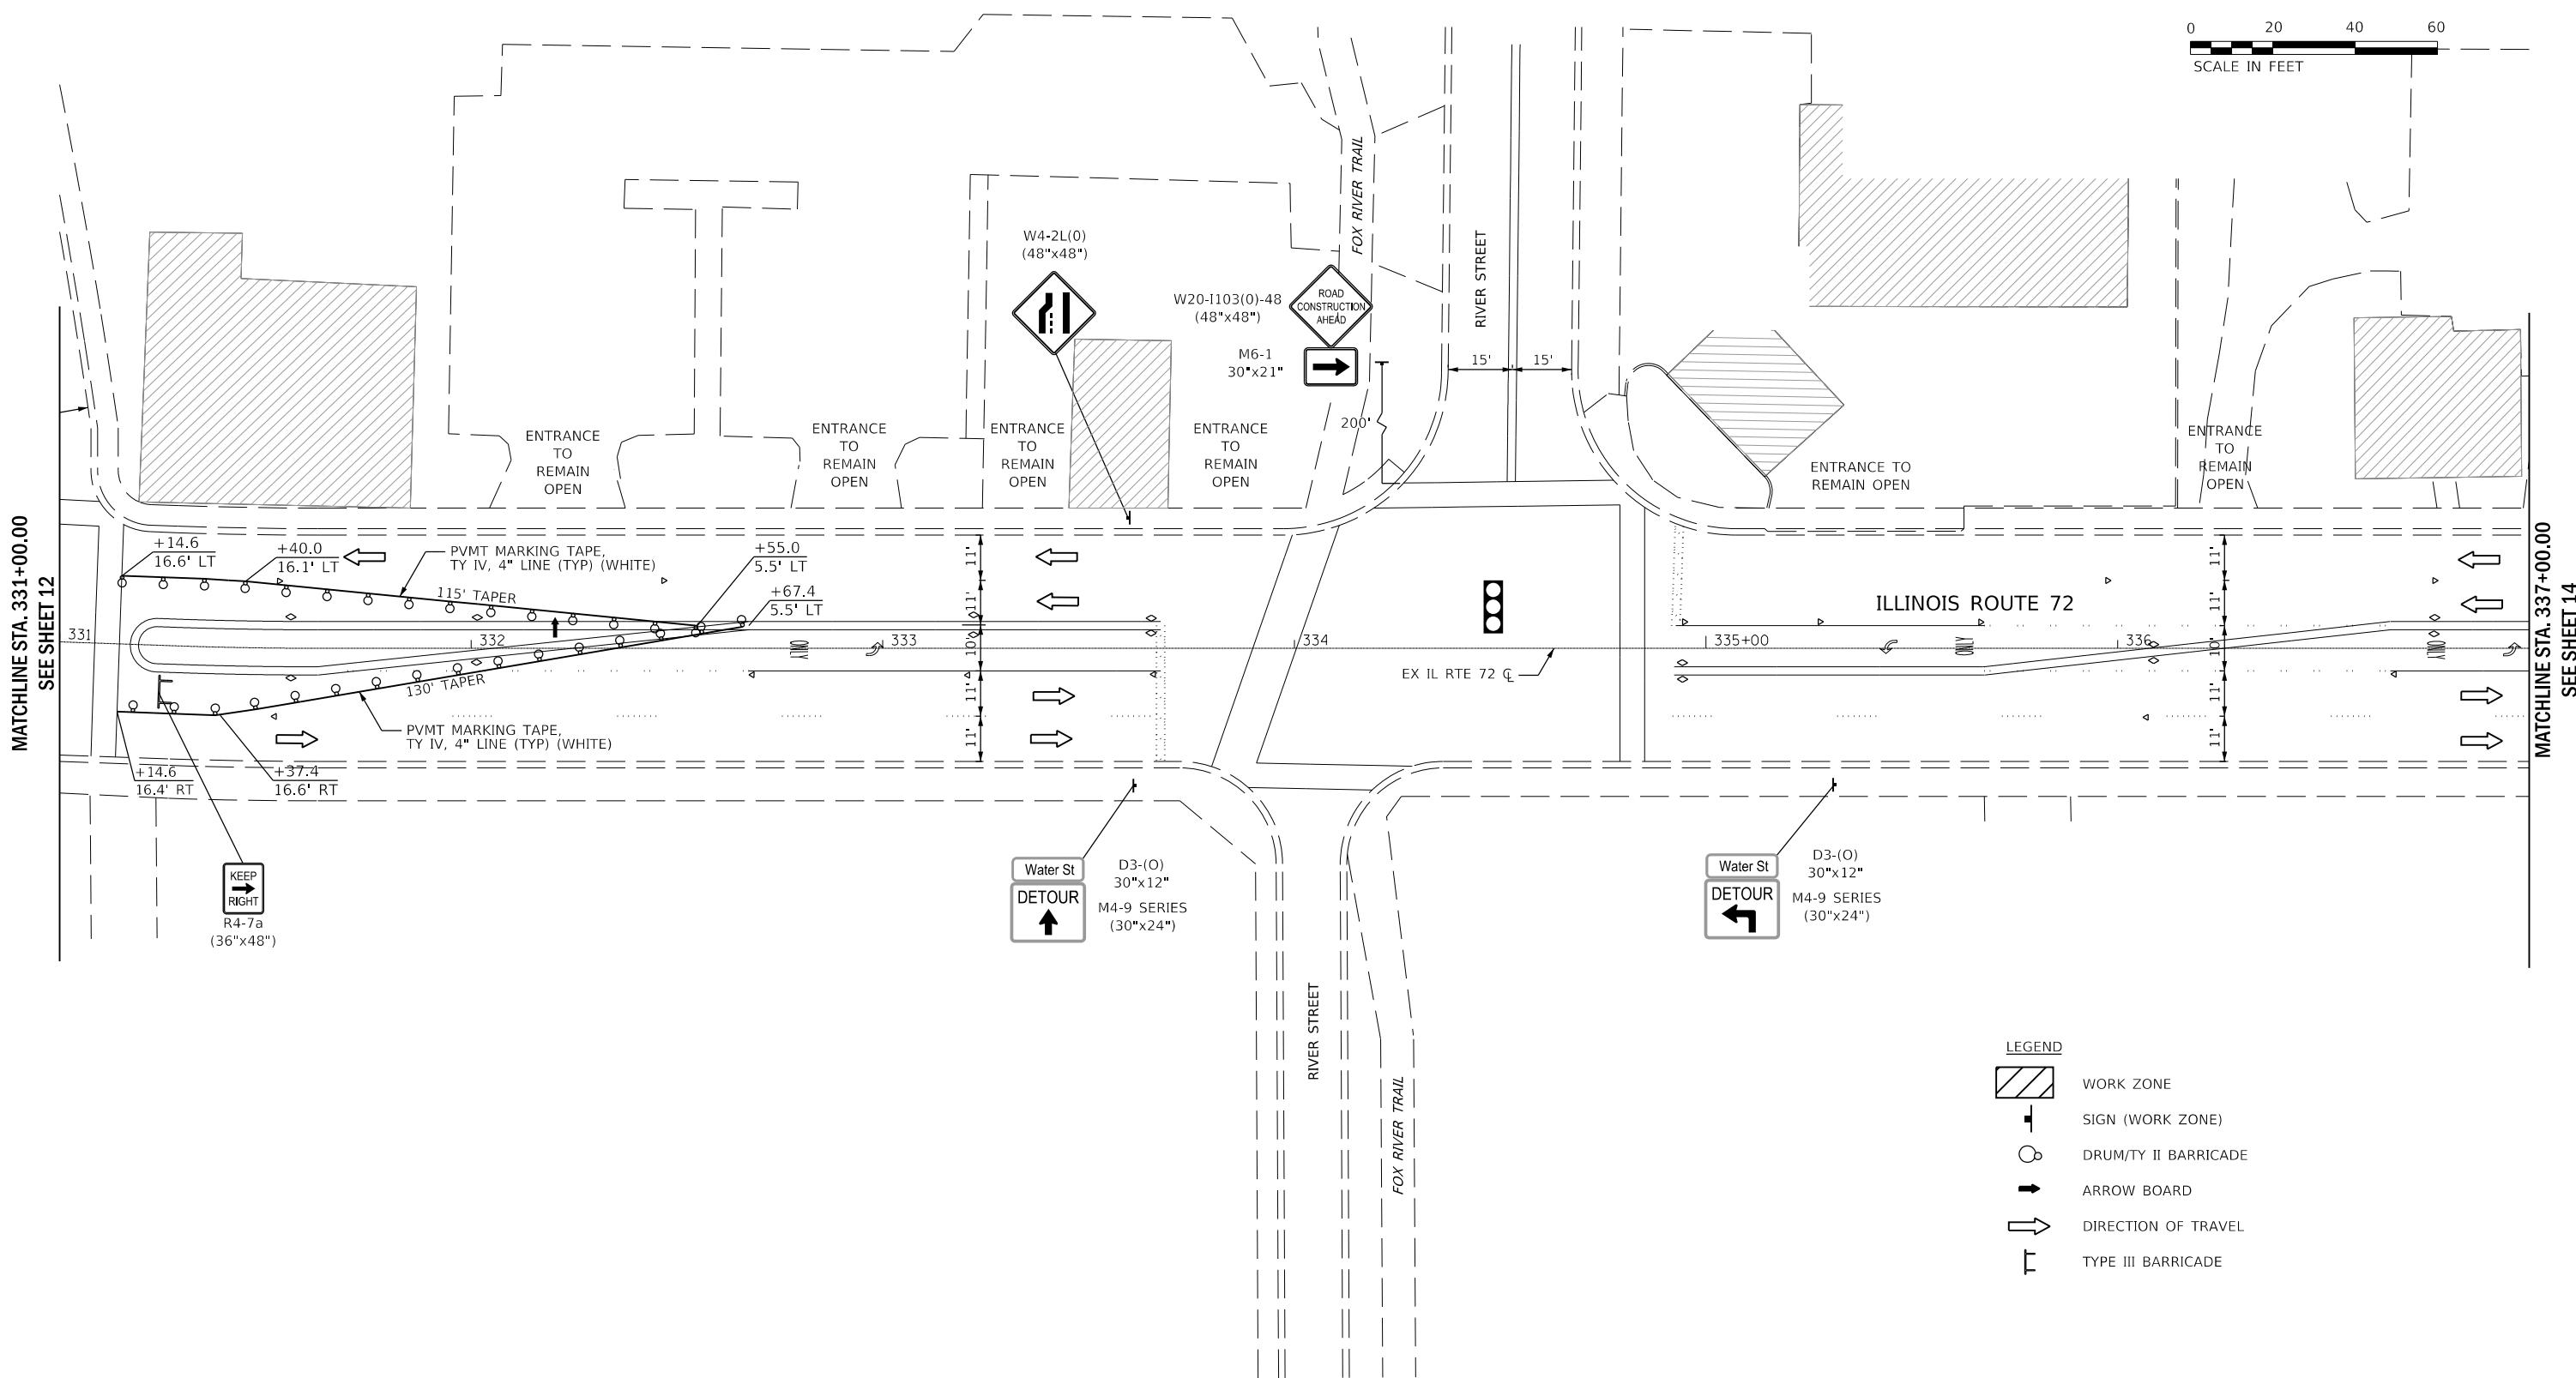 0 20 40 60
SCALE IN FEET
MATCHLINE STA. 331+00.00
SEE SHEET 12
W4-2L(0)
(48"x48")
W20-I103(0)-48
(48"x48")
ROAD
CONSTRUCTION
AHEAD
M6-1
30"x21"
FOX RIVER TRAIL
RIVER STREET
15' 15'
200'
ENTRANCE
TO
REMAIN
OPEN
ENTRANCE
TO
REMAIN
OPEN
ENTRANCE
TO
REMAIN
OPEN
ENTRANCE
TO
REMAIN
OPEN
ENTRANCE TO
REMAIN OPEN
ENTRANCE
TO
REMAIN
OPEN
+14.6
16.6' LT
+40.0
16.1' LT
PVMT MARKING TAPE,
TY IV, 4" LINE (TYP) (WHITE)
115' TAPER
+55.0
5.5' LT
+67.4
5.5' LT
11'
11'
10'
11'
11'
ILLINOIS ROUTE 72
11'
11'
10'
11'
11'
331 332 333 334 335+00 336
ONLY
ONLY
ONLY
EX IL RTE 72 ℄
130' TAPER
PVMT MARKING TAPE,
TY IV, 4" LINE (TYP) (WHITE)
+14.6
16.4' RT
+37.4
16.6' RT
MATCHLINE STA. 337+00.00
SEE SHEET 14
KEEP
RIGHT
R4-7a
(36"x48")
Water St
DETOUR
D3-(O)
30"x12"
M4-9 SERIES
(30"x24")
Water St
DETOUR
D3-(O)
30"x12"
M4-9 SERIES
(30"x24")
RIVER STREET
FOX RIVER TRAIL
LEGEND
WORK ZONE
SIGN (WORK ZONE)
DRUM/TY II BARRICADE
ARROW BOARD
DIRECTION OF TRAVEL
TYPE III BARRICADE